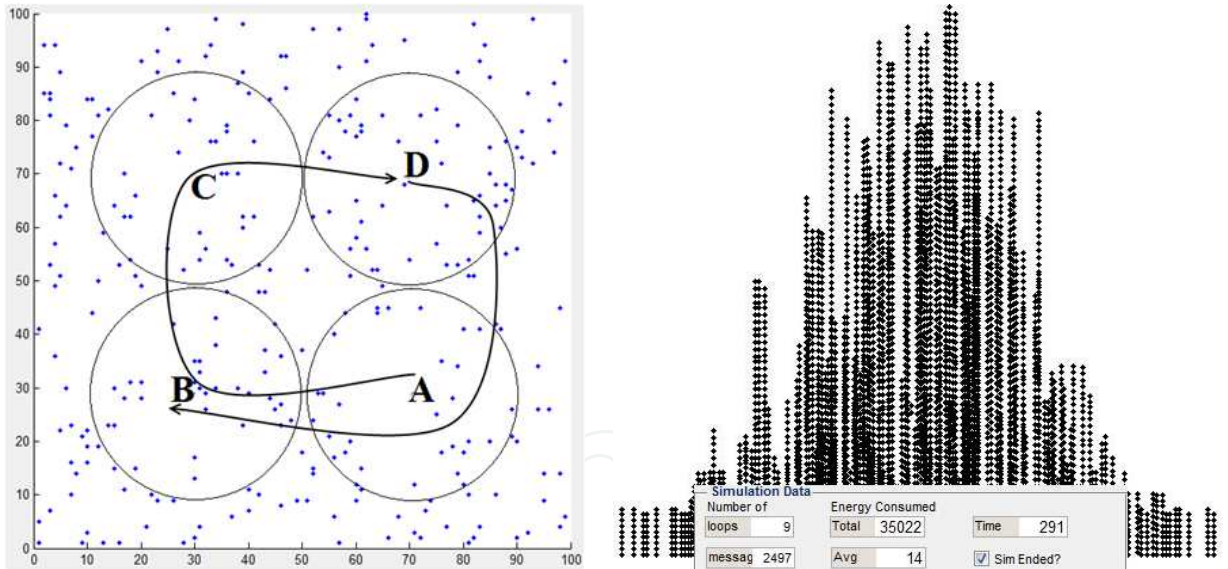 100
90
80
70
60
50
40
30
20
10
0
0 10 20 30 40 50 60 70 80 90 100
C D
B A
Simulation Data
Number of Energy Consumed
loops 9 Total 35022 Time 291
messag 2497 Avg 14 Sim Ended?